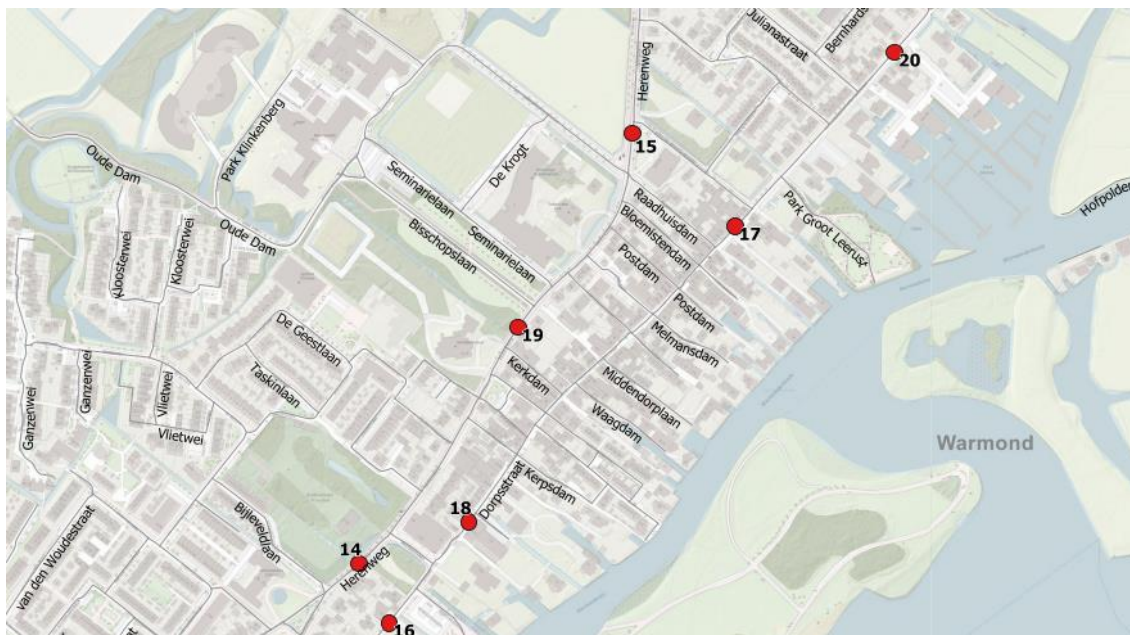 Julianastraat
Bernhards
20
Herenweg
Park Klinkenberg
15
Oude Dam
De Krogt
Seminarielaan
Raadhuisdam
Park Groot Leerust
Hofpolder
17
Bloemistendam
Oude Dam
Bisschopslaan
Seminarielaan
Kloosterwei
Kloosterwei
Postdam
Postdam
De Geestlaan
19
Melmansdam
Taskinlaan
Kerkdam
Middendorplaan
Ganzenwei
Vlietwei
Ganzenwei
Waagdam
Vlietwei
Warmond
Kerpsdam
Dorpsstraat
18
Bijleveldlaan
van den Woudestraat
14
Herenweg
16